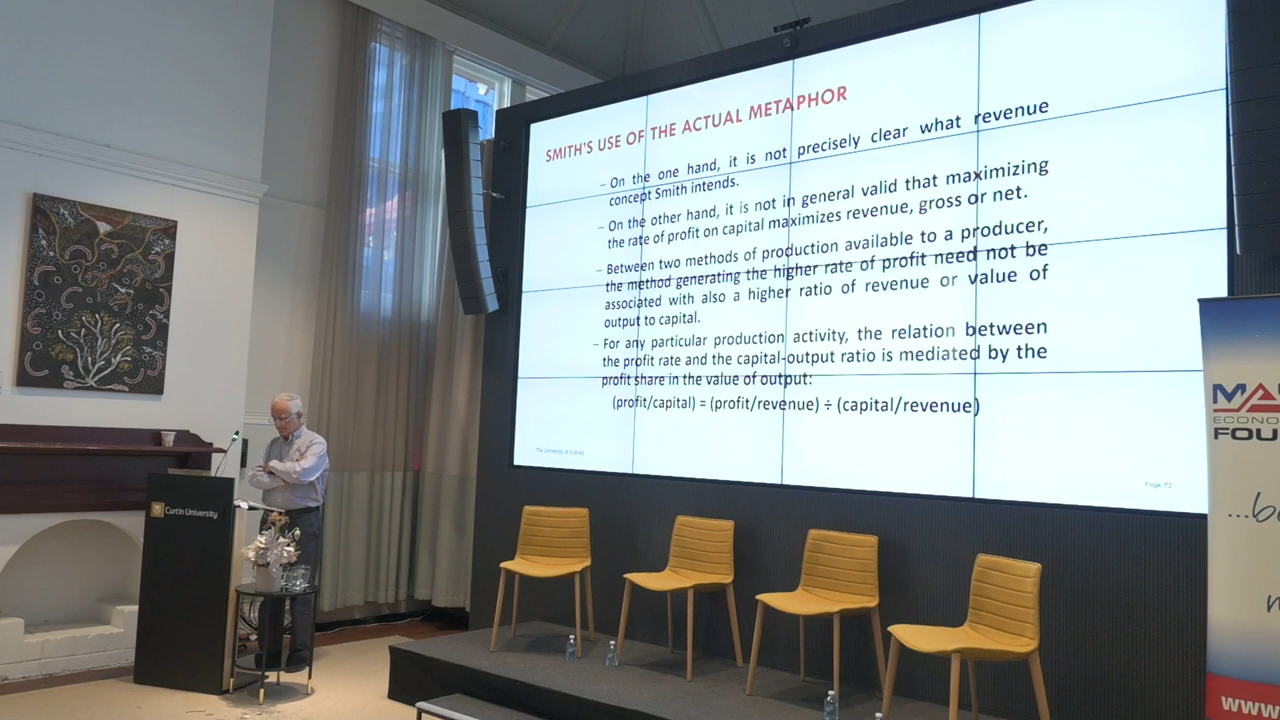 SMITH'S USE OF THE ACTUAL METAPHOR
– On the one hand, it is not precisely clear what revenue
concept Smith intends.
– On the other hand, it is not in general valid that maximizing
the rate of profit on capital maximizes revenue, gross or net.
– Between two methods of production available to a producer,
the method generating the higher rate of profit need not be
associated with also a higher ratio of revenue or value of
output to capital.
– For any particular production activity, the relation between
the profit rate and the capital-output ratio is mediated by the
profit share in the value of output:
(profit/capital) = (profit/revenue) ÷ (capital/revenue)
The University of Sydney
Page 72
Curtin University
MA
ECONO
FOU
...b
www